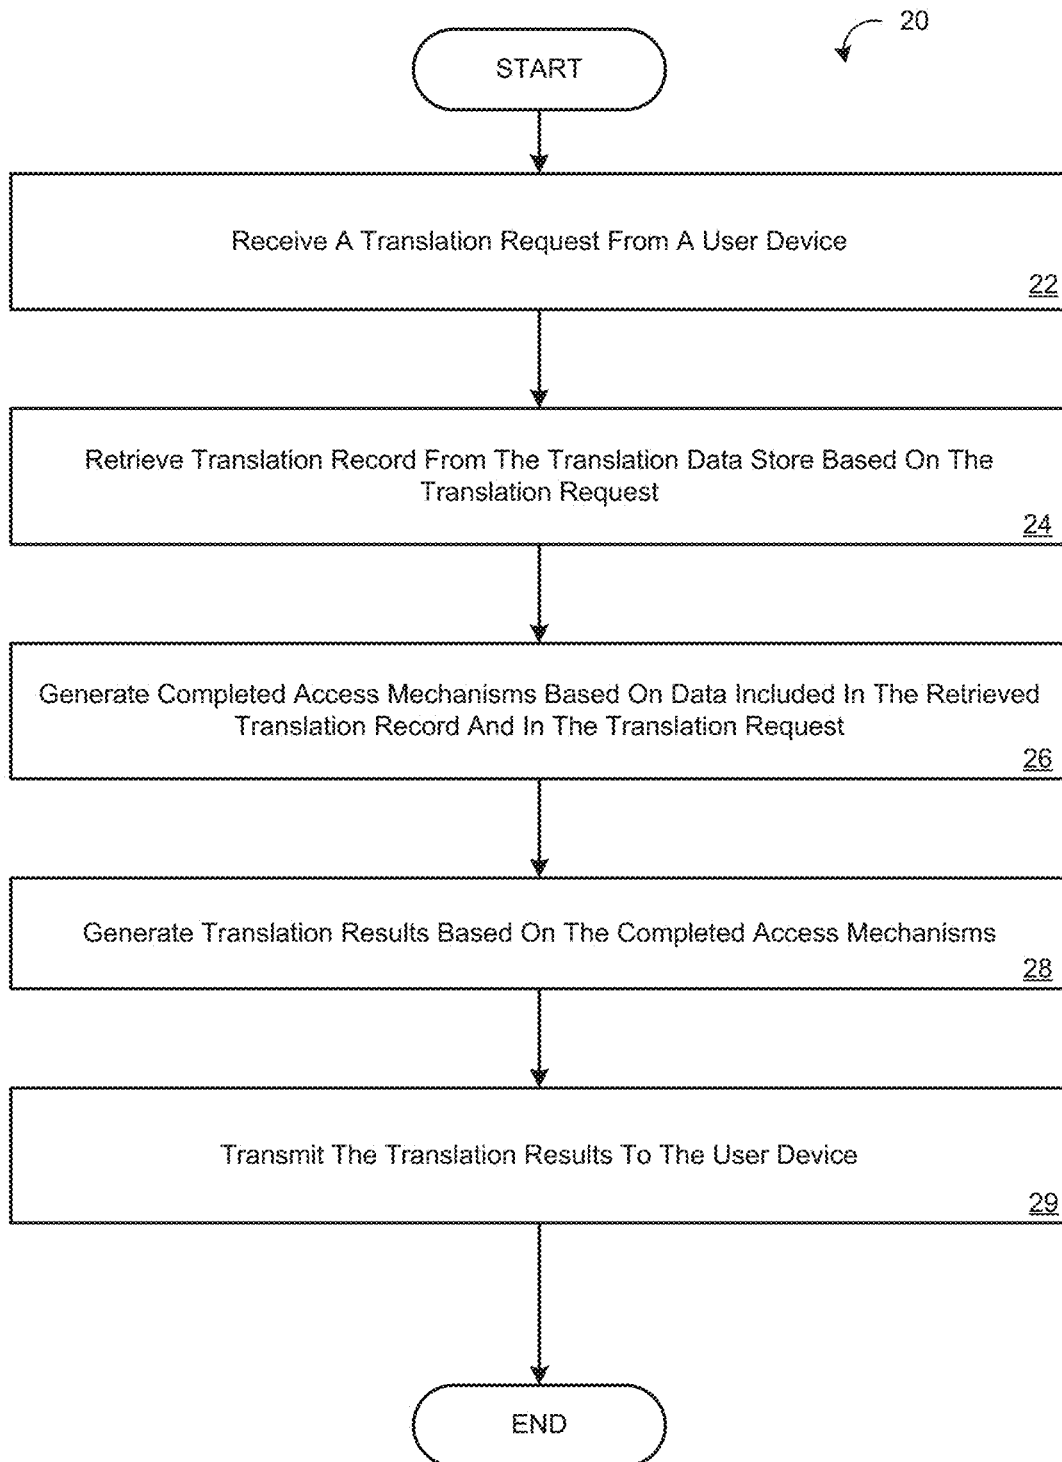 20
START
Receive A Translation Request From A User Device
22
Retrieve Translation Record From The Translation Data Store Based On The
Translation Request
24
Generate Completed Access Mechanisms Based On Data Included In The Retrieved
Translation Record And In The Translation Request
26
Generate Translation Results Based On The Completed Access Mechanisms
28
Transmit The Translation Results To The User Device
29
END